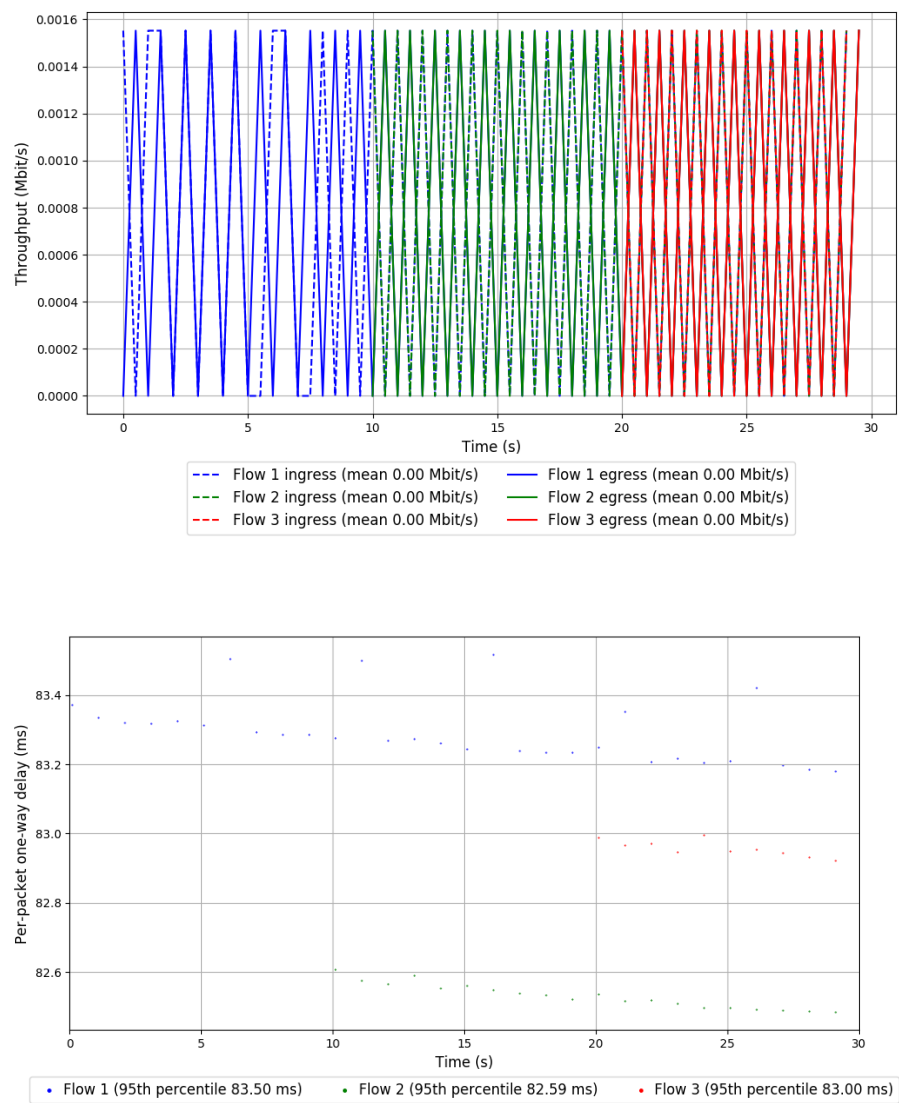 0.0016
0.0014
0.0012
0.0010
0.0008
0.0006
0.0004
0.0002
0.0000
Throughput (Mbit/s)
0 5 10 15 20 25 30
Time (s)
Flow 1 ingress (mean 0.00 Mbit/s) Flow 1 egress (mean 0.00 Mbit/s)
Flow 2 ingress (mean 0.00 Mbit/s) Flow 2 egress (mean 0.00 Mbit/s)
Flow 3 ingress (mean 0.00 Mbit/s) Flow 3 egress (mean 0.00 Mbit/s)
83.4
83.2
83.0
82.8
82.6
Per-packet one-way delay (ms)
0 5 10 15 20 25 30
Time (s)
Flow 1 (95th percentile 83.50 ms) Flow 2 (95th percentile 82.59 ms) Flow 3 (95th percentile 83.00 ms)